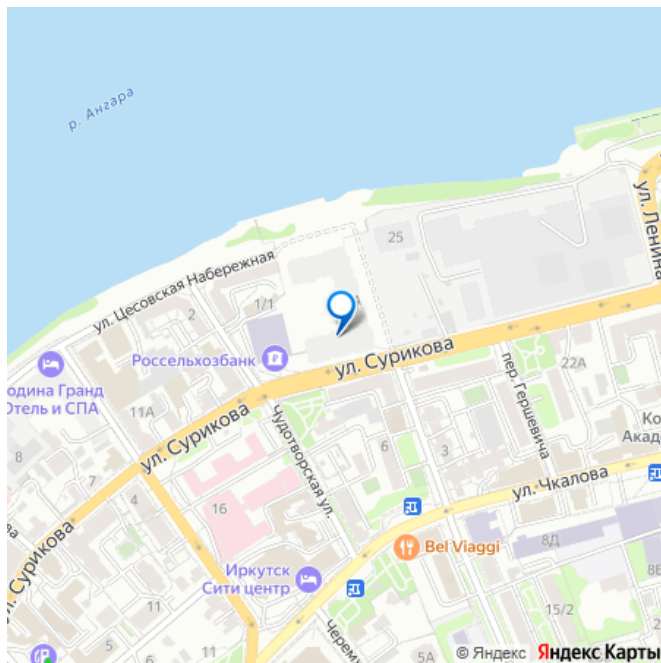 р. Ангара
ул. Ленина
25
ул. Цесовская Набережная
1/1
2
ул. Сурикова
Россельхозбанк
пер. Гершевича
22А
одина Гранд
Отель и СПА
11А
Ко
Акад
ул. Сурикова
Чудотворская ул.
8
7
6
3
4
ул. Чкалова
16
Bel Viaggi
8Д
Иркутск
Сити центр
ул. Сурикова
11
11
15/2
8Б
5А
© Яндекс Яндекс Карты